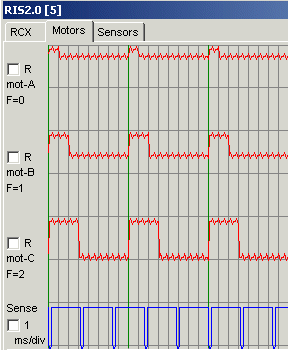 RIS2.0 [5]
RCX Motors Sensors
R
mot-A
F=0
R
mot-B
F=1
R
mot-C
F=2
Sense
1
ms/div